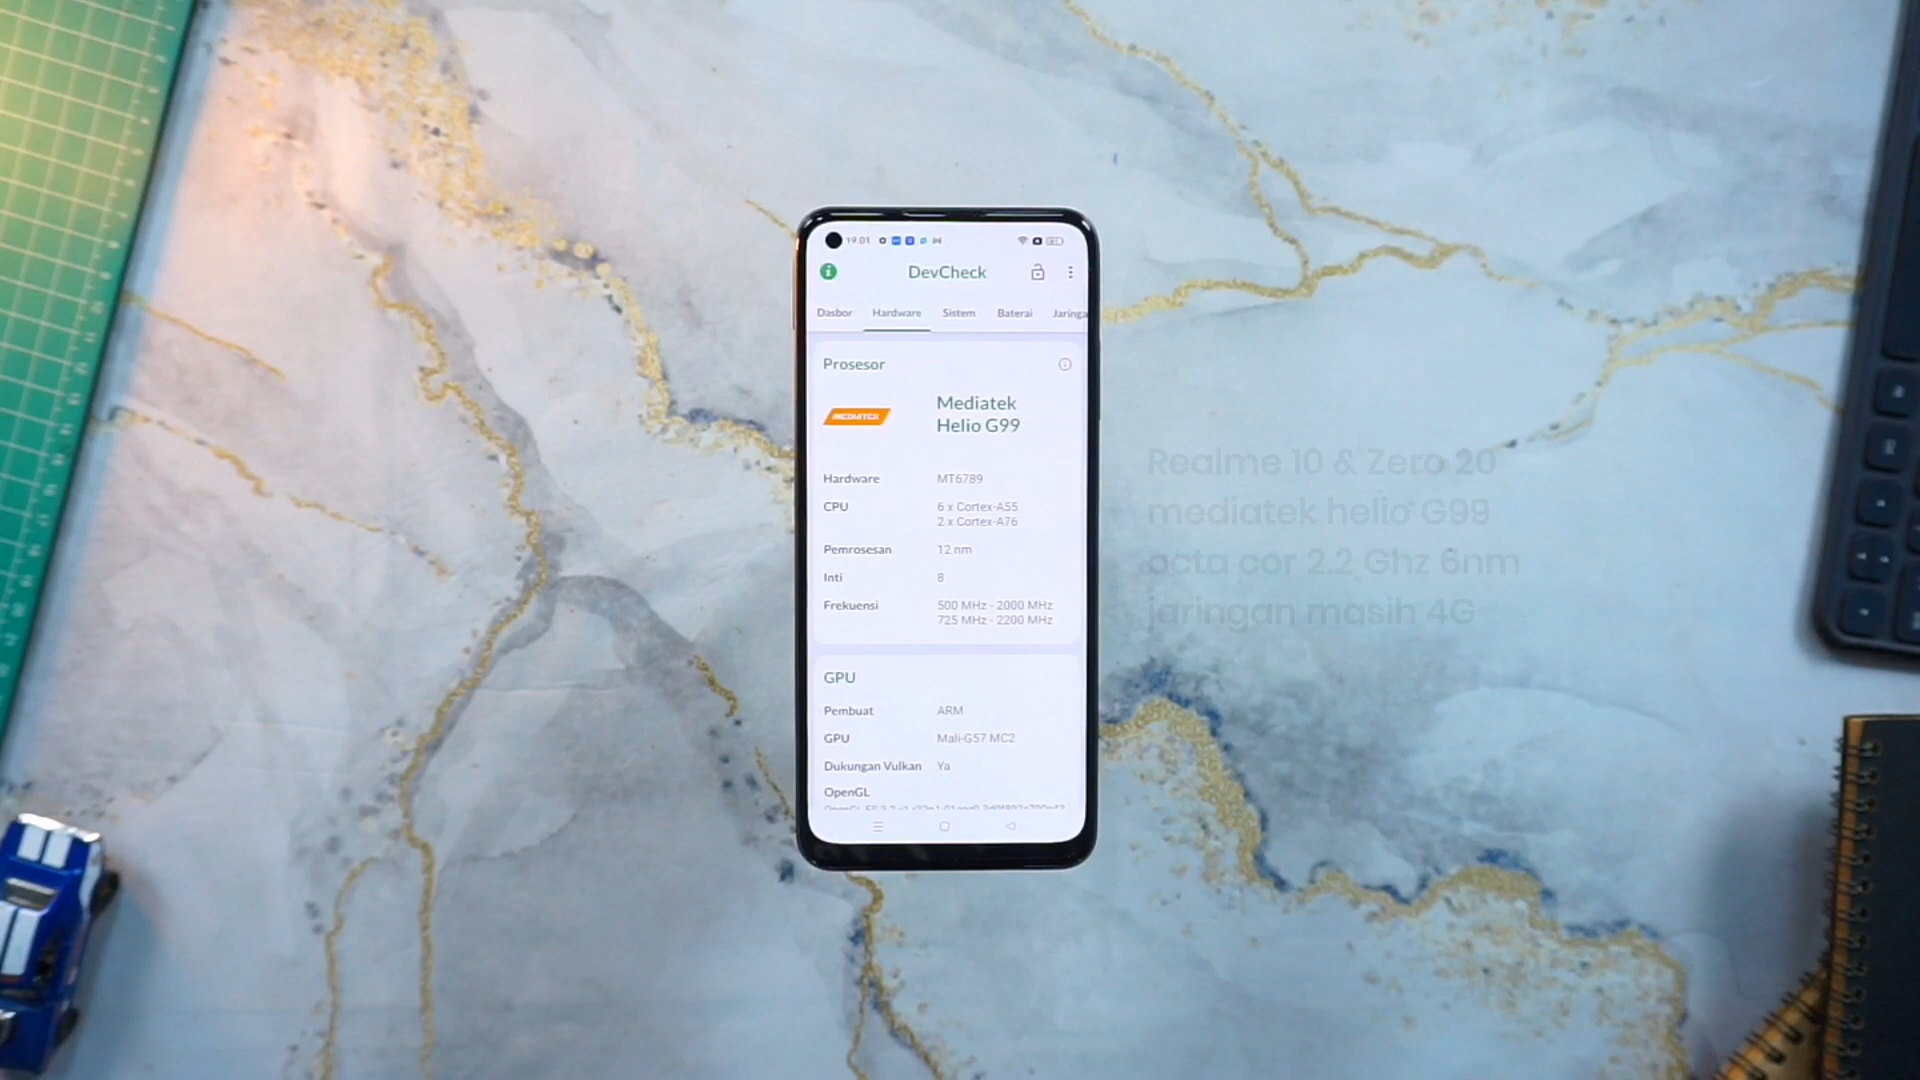 19.01
DevCheck
Dasbor Hardware Sistem Baterai Jaringa
Prosesor
MEDIATEK
Mediatek
Helio G99
Hardware MT6789
CPU 6 x Cortex-A55
2 x Cortex-A76
Pemrosesan 12 nm
Inti 8
Frekuensi 500 MHz - 2000 MHz
725 MHz - 2200 MHz
GPU
Pembuat ARM
GPU Mali-G57 MC2
Dukungan Vulkan Ya
OpenGL
Realme 10 & Zero 20
mediatek helio G99
octa cor 2.2 Ghz 6nm
jaringan masih 4G